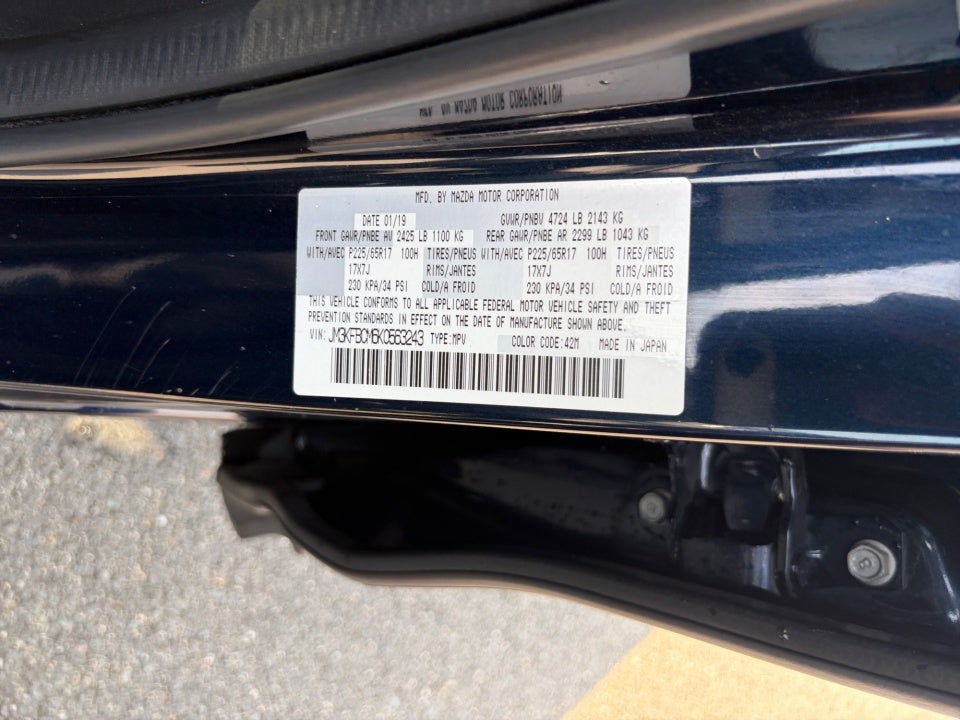 MFD. BY MAZDA MOTOR CORPORATION
DATE 01/19 GVWR/PNBV 4724 LB 2143 KG
FRONT GAWR/PNBE AV 2425 LB 1100 KG REAR GAWR/PNBE AR 2299 LB 1043 KG
WITH/AVEC P225/65R17 100H TIRES/PNEUS WITH/AVEC P225/65R17 100H TIRES/PNEUS
17X7J RIMS/JANTES 17X7J RIMS/JANTES
230 KPA/34 PSI COLD/A FROID 230 KPA/34 PSI COLD/A FROID
THIS VEHICLE CONFORMS TO ALL APPLICABLE FEDERAL MOTOR VEHICLE SAFETY AND THEFT
PREVENTION STANDARDS IN EFFECT ON THE DATE OF MANUFACTURE SHOWN ABOVE.
VIN: JM3KFBCM6K0563243 TYPE:MPV COLOR CODE:42M MADE IN JAPAN
8